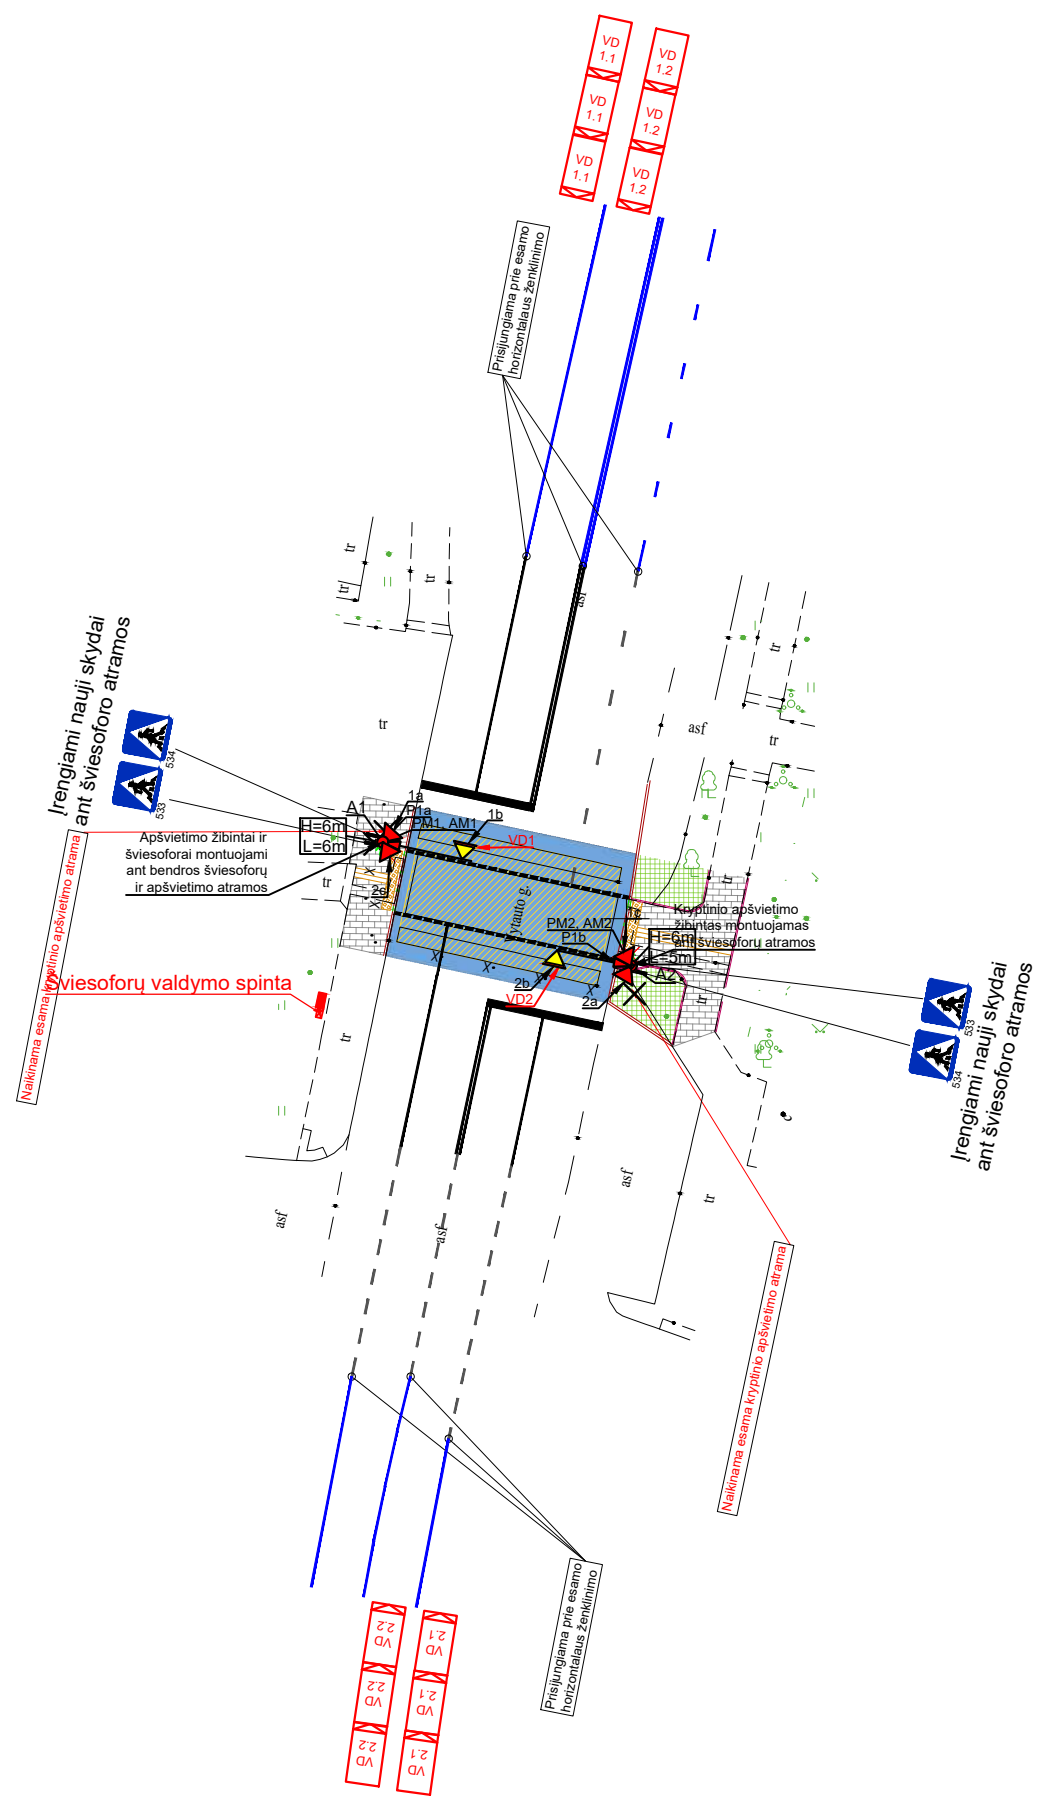 VD
1.1
VD
1.2
VD
1.1
VD
1.2
VD
1.1
VD
1.2
Prisijungiama prie esamo
horizontalaus ženklinimo
asf
tr
tr
tr
tr
tr
asf
tr
tr
Įrengiami nauji skydai
ant šviesoforo atramos
534
533
A1
1a
P1a
PM1, AM1
1b
VD1
H=6m
L=6m
Apšvietimo žibintai ir
šviesoforai montuojami
ant bendros šviesoforų
ir apšvietimo atramos
tr
2c
Vytauto g.
1c
Kryptinio apšvietimo
žibintas montuojamas
ant šviesoforų atramos
PM2, AM2
P1b
H=6m
L=5m
A2
2b
VD2
2a
tr
Naikinama esama kryptinio apšvietimo atrama
Šviesoforų valdymo spinta
tr
tr
533
534
Įrengiami nauji skydai
ant šviesoforo atramos
asf
asf
asf
tr
Naikinama esama kryptinio apšvietimo atrama
Prisijungiama prie esamo
horizontalaus ženklinimo
VD
2.2
VD
2.1
VD
2.2
VD
2.1
VD
2.2
VD
2.1